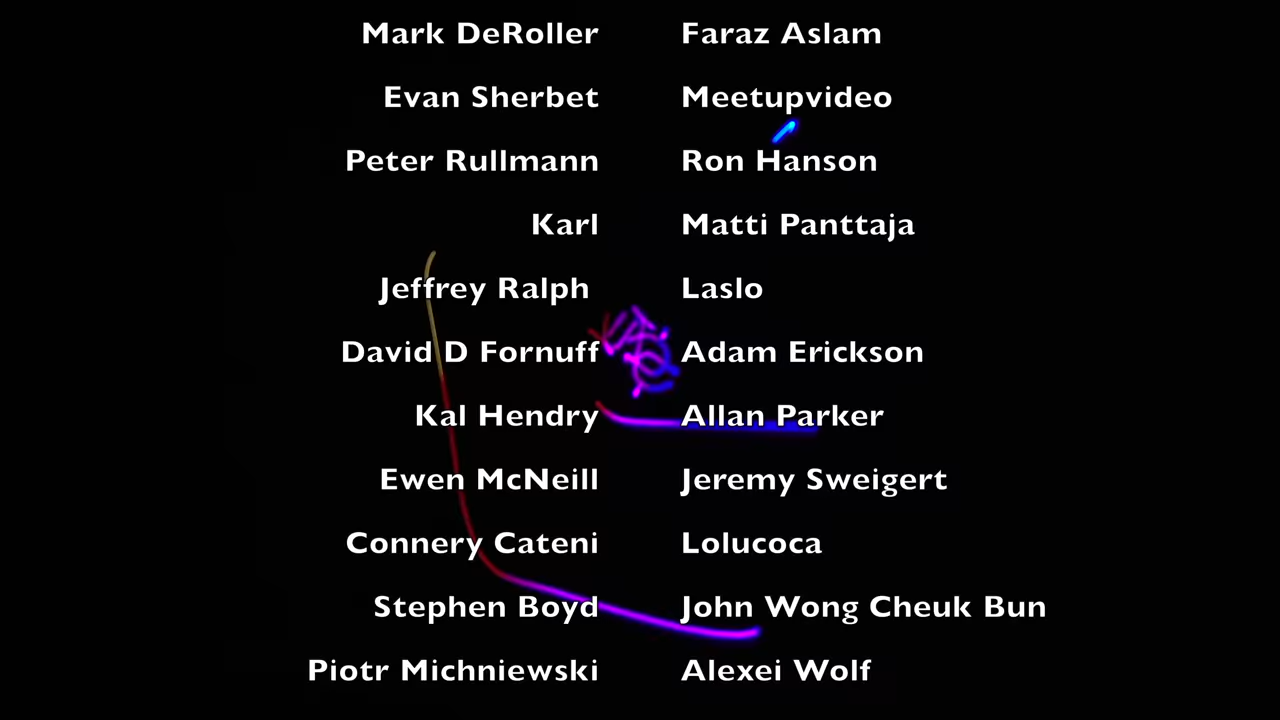 Mark DeRoller Faraz Aslam
Evan Sherbet Meetupvideo
Peter Rullmann Ron Hanson
Karl Matti Panttaja
Jeffrey Ralph Laslo
David D Fornuff Adam Erickson
Kal Hendry Allan Parker
Ewen McNeill Jeremy Sweigert
Connery Cateni Lolucoca
Stephen Boyd John Wong Cheuk Bun
Piotr Michniewski Alexei Wolf